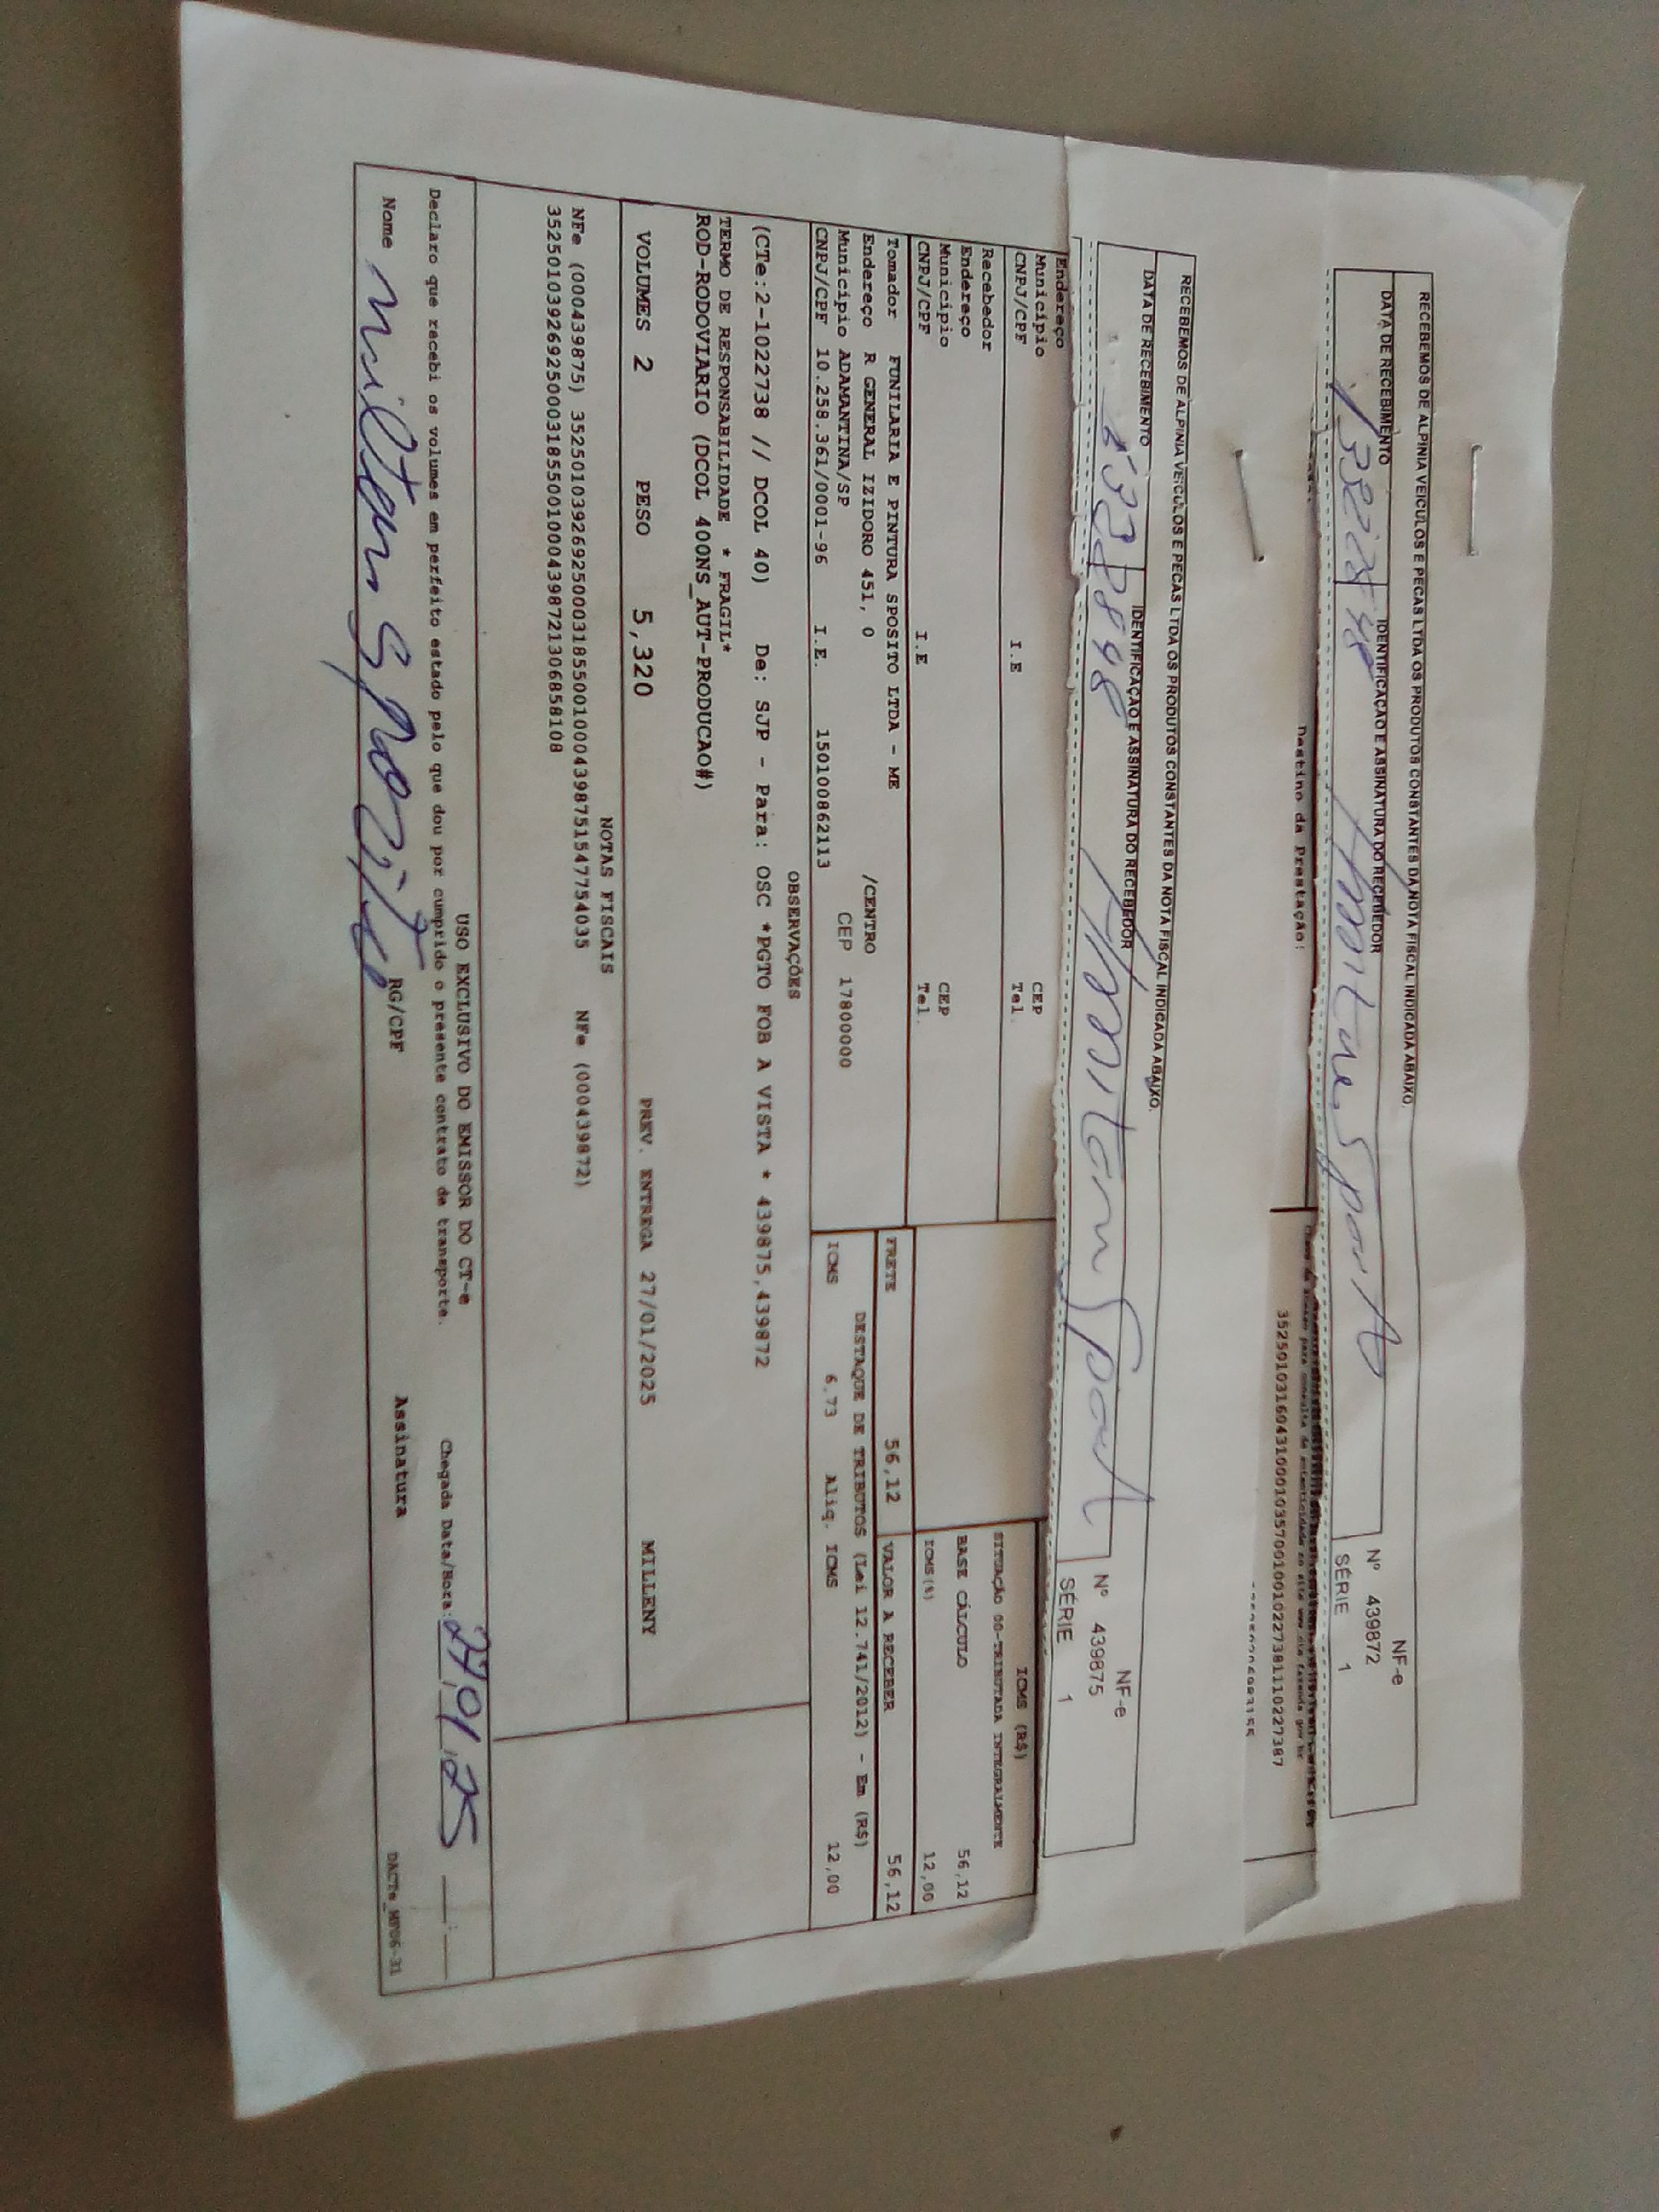 RECEBEMOS DE ALPINIA VEICULOS E PECAS LTDA OS PRODUTOS CONSTANTES DA NOTA FISCAL INDICADA ABAIXO.
DATA DE RECEBIMENTO
IDENTIFICAÇÃO E ASSINATURA DO RECEBEDOR
NF-e
Nº 439872
SÉRIE 1
Destino da Prestação:
35250103160431000103570010010227381110227387
RECEBEMOS DE ALPINIA VEICULOS E PECAS LTDA OS PRODUTOS CONSTANTES DA NOTA FISCAL INDICADA ABAIXO.
DATA DE RECEBIMENTO
IDENTIFICAÇÃO E ASSINATURA DO RECEBEDOR
NF-e
Nº 439875
SÉRIE 1
Endereço
Município CEP
CNPJ/CPF I.E Tel.
Recebedor
Endereço
Município CEP
CNPJ/CPF I.E Tel.
ICMS (R$)
SITUAÇÃO 00-TRIBUTADA INTEGRALMENTE
BASE CÁLCULO 56,12
ICMS(%) 12,00
Tomador FUNILARIA E PINTURA SPOSITO LTDA - ME
FRETE 56,12 VALOR A RECEBER 56,12
Endereço R GENERAL IZIDORO 451, 0 /CENTRO
Município ADAMANTINA/SP CEP 17800000
CNPJ/CPF 10.258.361/0001-96 I.E. 150100862113
DESTAQUE DE TRIBUTOS (Lei 12.741/2012) - Em (R$)
ICMS 6,73 Aliq. ICMS 12,00
OBSERVAÇÕES
(CTe:2-1022738 // DCOL 40) De: SJP - Para: OSC *PGTO FOB A VISTA * 439875,439872
TERMO DE RESPONSABILIDADE * FRAGIL*
ROD-RODOVIARIO (DCOL 400NS_AUT-PRODUCAO#)
VOLUMES 2 PESO 5,320 PREV. ENTREGA 27/01/2025 MILLENY
NOTAS FISCAIS
NFe (000439875) 35250103926925000318550010004398751547754035 NFe (000439872)
35250103926925000318550010004398721306858108
USO EXCLUSIVO DO EMISSOR DO CT-e
Declaro que recebi os volumes em perfeito estado pelo que dou por cumprido o presente contrato de transporte. Chegada Data/Hora: 27 01 25
Nome Milton Sposito RG/CPF Assinatura
DACTe_MP06-31